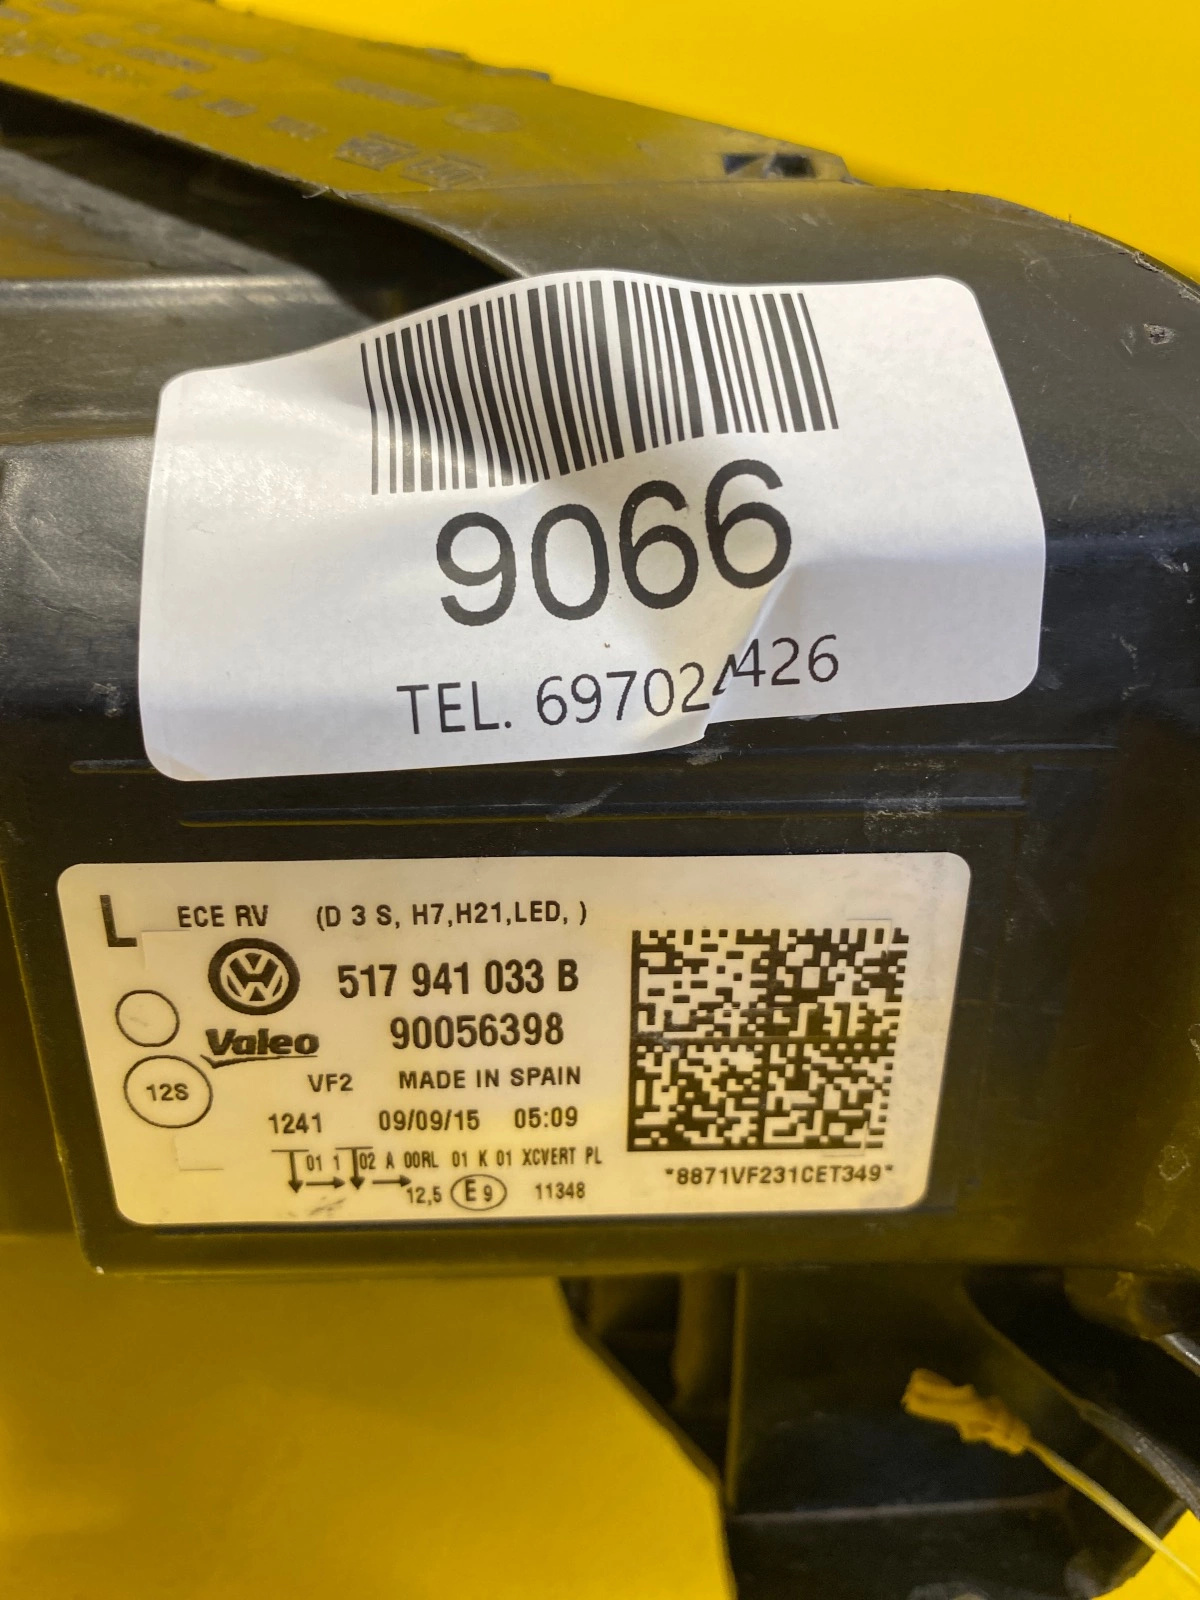 9066
TEL. 697024426
L ECE RV (D 3 S, H7,H21,LED, )
517 941 033 B
Valeo 90056398
12S
VF2 MADE IN SPAIN
1241 09/09/15 05:09
01 1 02 A 00RL 01 K 01 XCVERT PL
12,5 E9 11348
*8871VF231CET349*